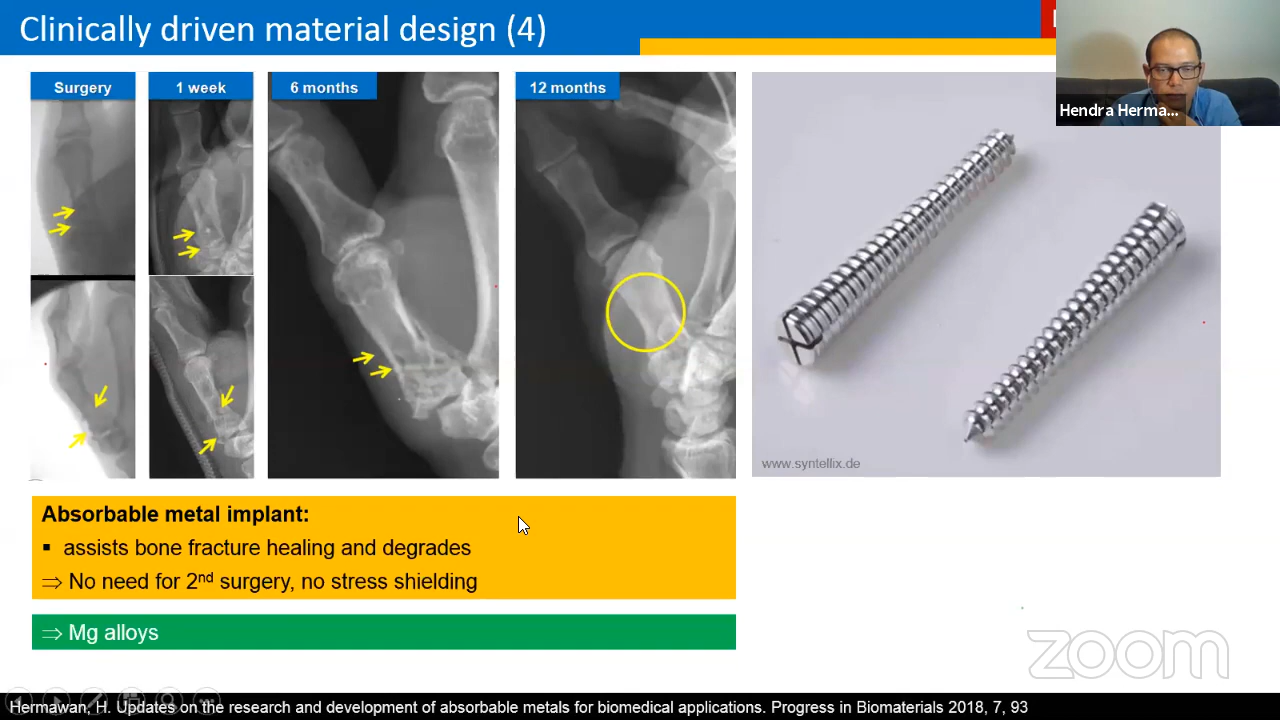 Clinically driven material design (4)
Surgery
1 week
6 months
12 months
Hendra Herma...
www.syntellix.de
Absorbable metal implant:
▪ assists bone fracture healing and degrades
⇒ No need for 2nd surgery, no stress shielding
⇒ Mg alloys
zoom
Hermawan, H. Updates on the research and development of absorbable metals for biomedical applications. Progress in Biomaterials 2018, 7, 93